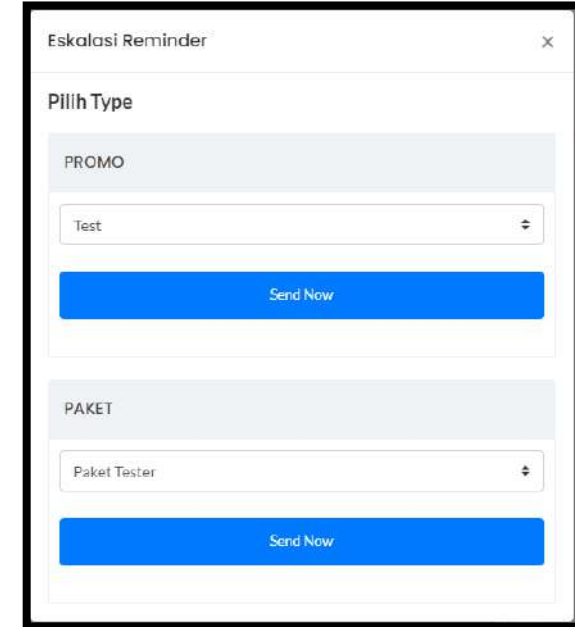 Eskalasi Reminder
×
Pilih Type
PROMO
Test
Send Now
PAKET
Paket Tester
Send Now